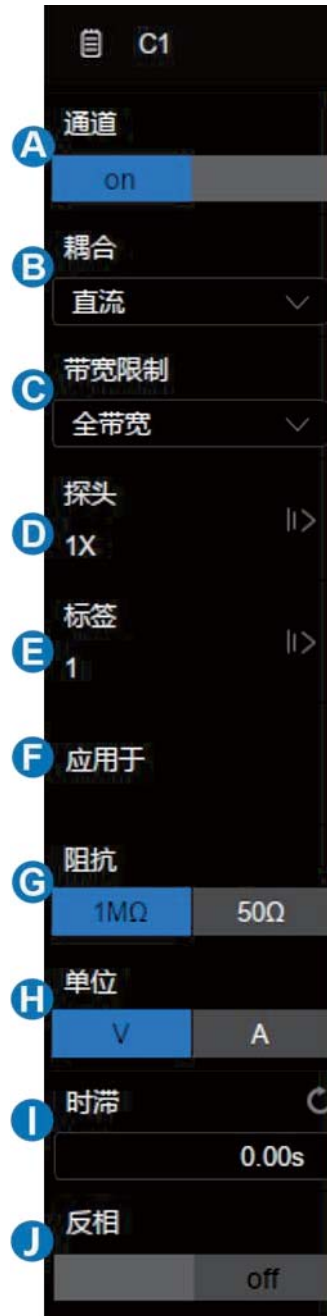 C1
A
通道
on
B
耦合
直流
C
带宽限制
全带宽
D
探头
1X
E
标签
1
F
应用于
G
阻抗
1MΩ 50Ω
H
单位
V A
I
时滞
0.00s
J
反相
off